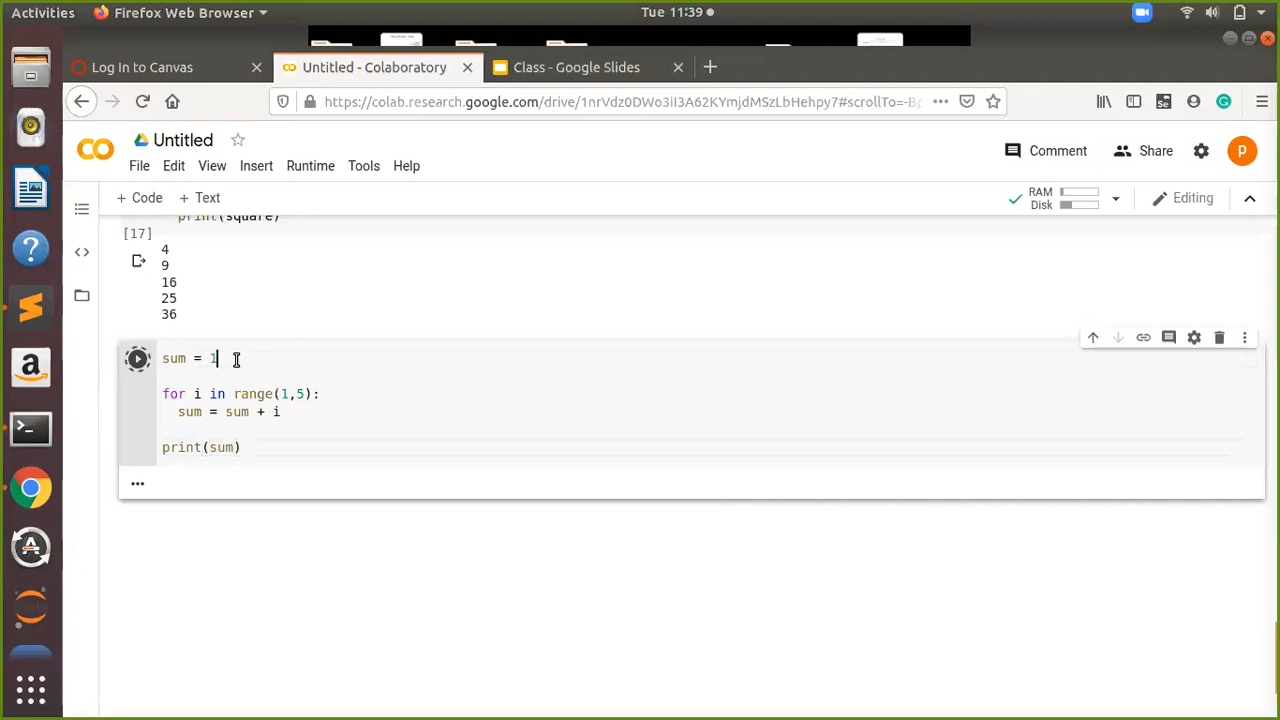 Activities Firefox Web Browser Tue 11:39
Log In to Canvas Untitled - Colaboratory Class - Google Slides
https://colab.research.google.com/drive/1nrVdz0DWo3iI3A62KYmjdMSzLbHehpy7#scrollTo=-Bp
Untitled
Comment Share p
File Edit View Insert Runtime Tools Help
+ Code + Text RAM Disk Editing
print(square)
[17]
4
9
16
25
36
sum = 1
for i in range(1,5):
sum = sum + i
print(sum)